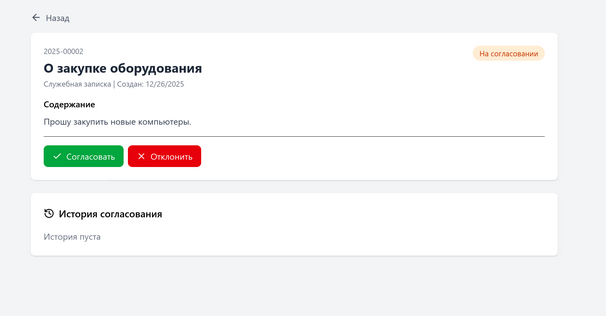 Назад
2025-00002
На согласовании
О закупке оборудования
Служебная записка | Создан: 12/26/2025
Содержание
Прошу закупить новые компьютеры.
Согласовать
Отклонить
История согласования
История пуста